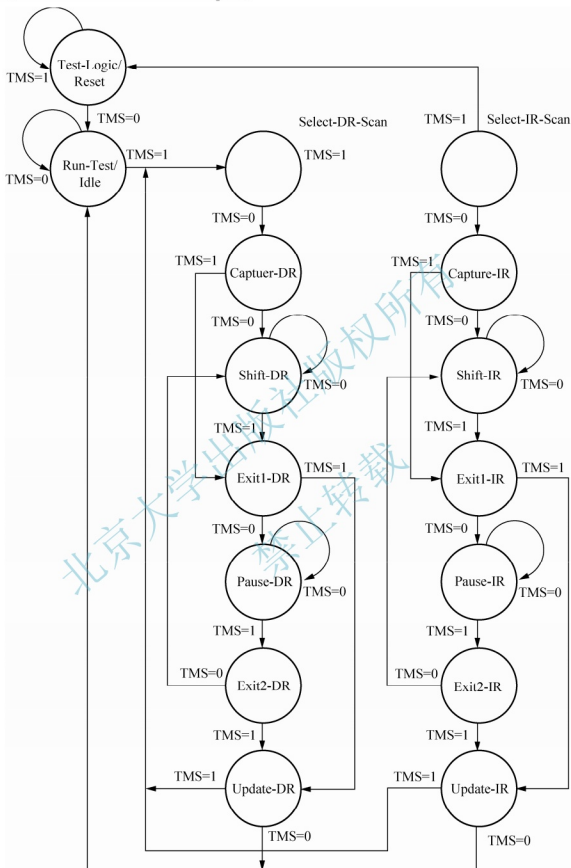 Test-Logic/
Reset
TMS=1
TMS=0
Run-Test/
Idle
TMS=0
TMS=1
Select-DR-Scan
TMS=1
TMS=1
Select-IR-Scan
TMS=0
TMS=0
TMS=1
Captuer-DR
TMS=1
Capture-IR
TMS=0
TMS=0
Shift-DR
TMS=0
Shift-IR
TMS=0
TMS=1
TMS=1
Exit1-DR
TMS=1
Exit1-IR
TMS=1
TMS=0
TMS=0
Pause-DR
TMS=0
Pause-IR
TMS=0
TMS=1
TMS=1
TMS=0
Exit2-DR
TMS=0
Exit2-IR
TMS=1
TMS=1
TMS=1
Update-DR
TMS=1
Update-IR
TMS=0
TMS=0
北京大学出版社版权所有
禁止转载